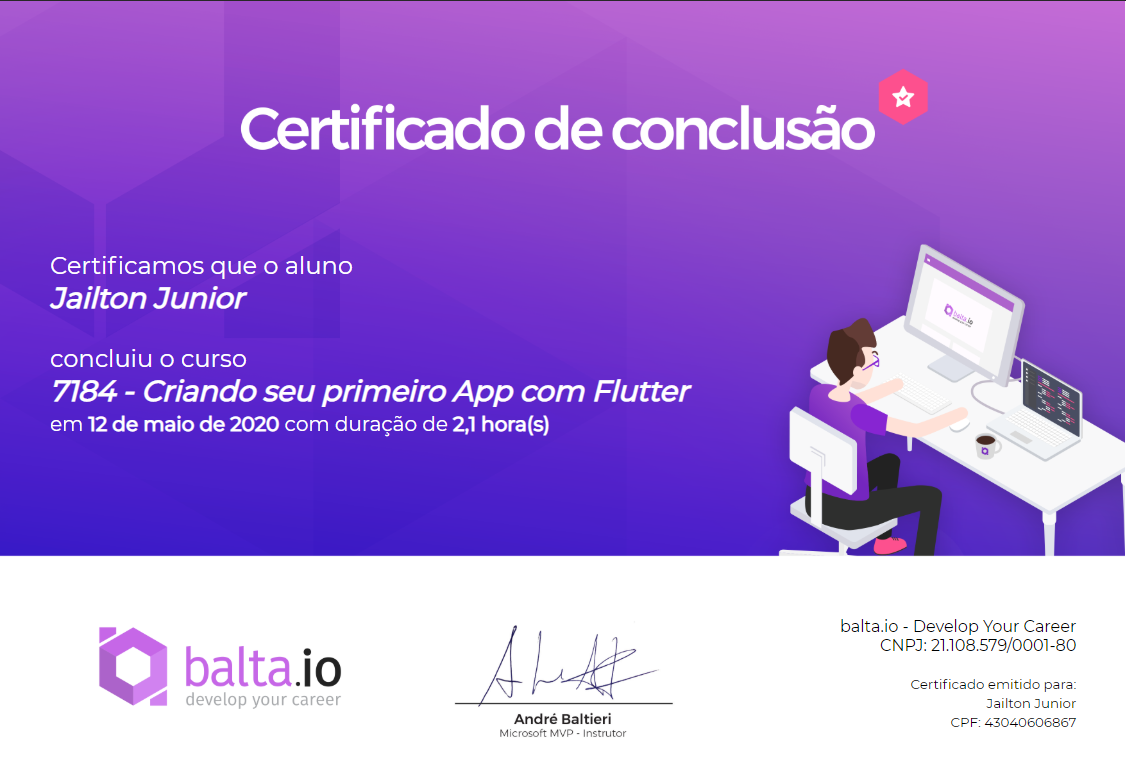 Certificado de conclusão
Certificamos que o aluno
Jailton Junior
concluiu o curso
7184 - Criando seu primeiro App com Flutter
em 12 de maio de 2020 com duração de 2,1 hora(s)
balta.io
balta.io
develop your career
André Baltieri
Microsoft MVP - Instrutor
balta.io - Develop Your Career
CNPJ: 21.108.579/0001-80
Certificado emitido para:
Jailton Junior
CPF: 43040606867